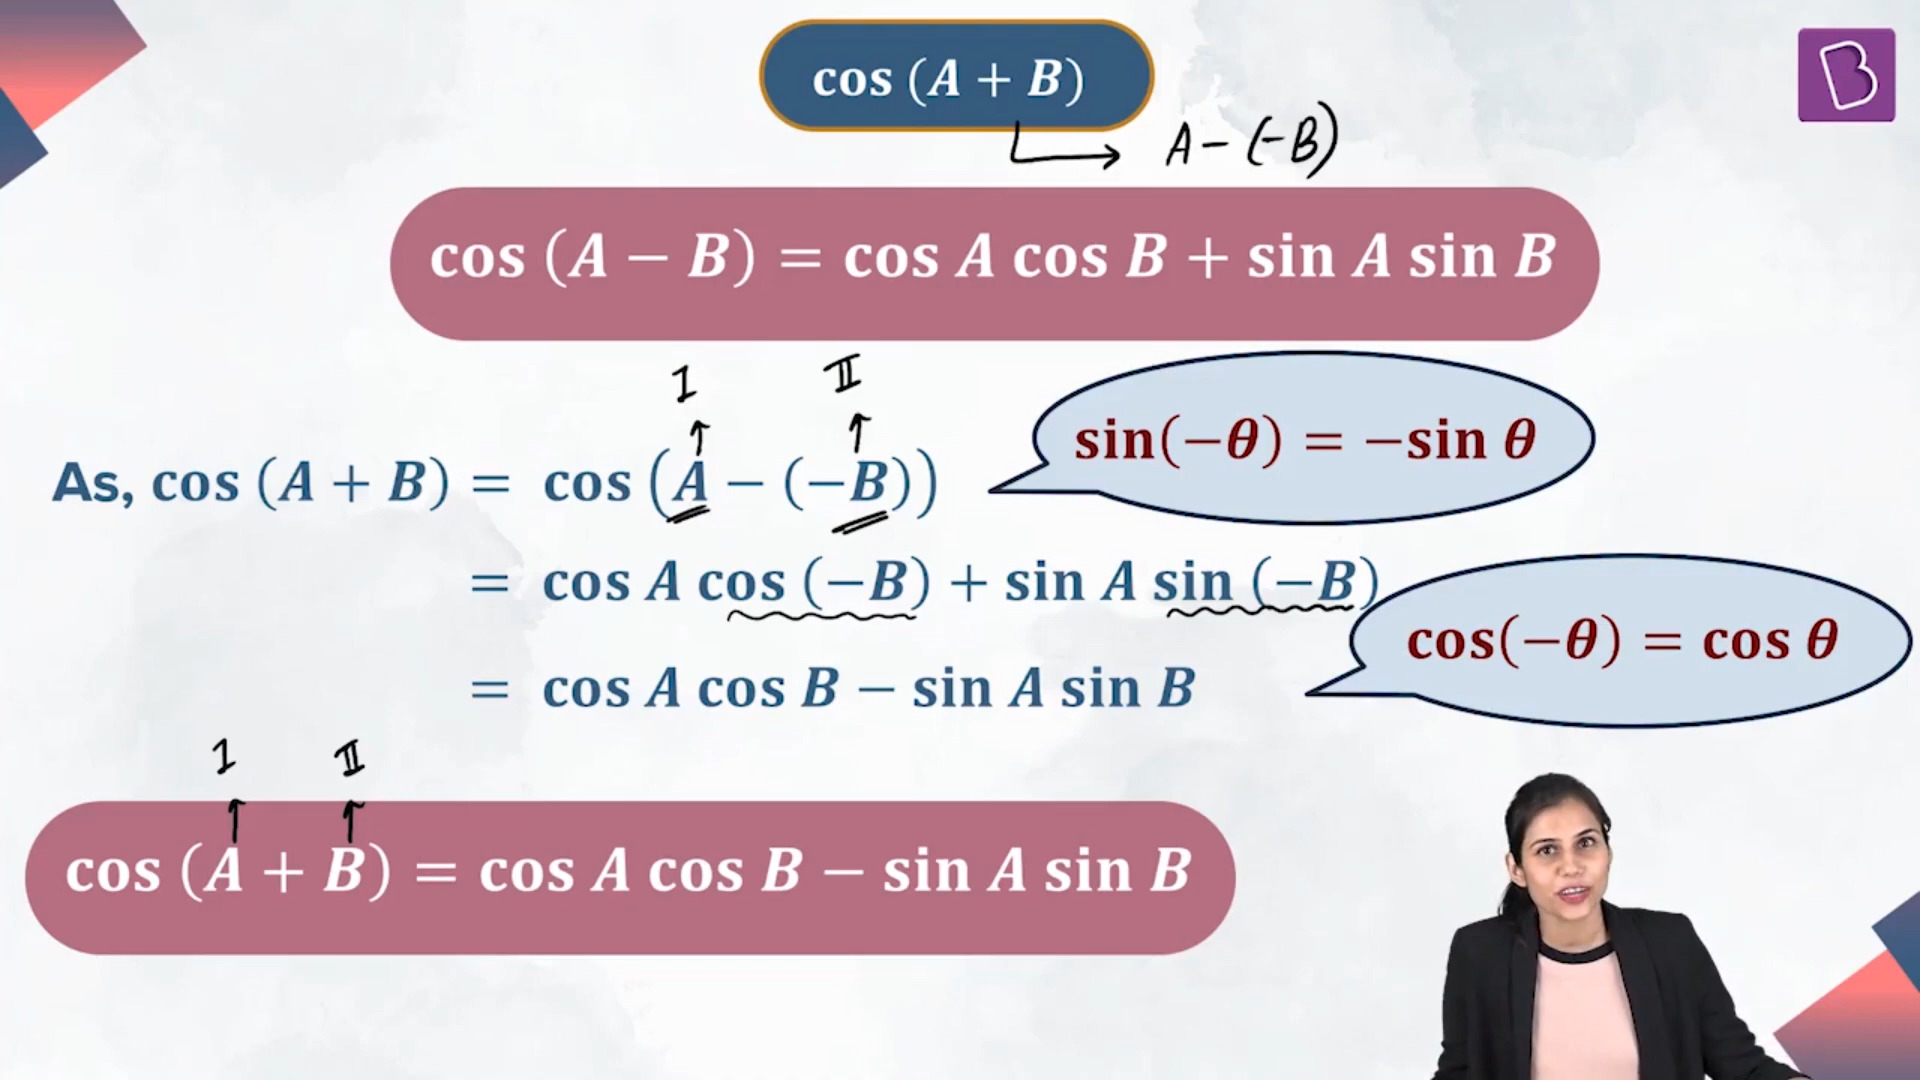 cos (A + B)
A - (-B)
B
cos (A − B) = cos A cos B + sin A sin B
I II
sin(−θ) = −sin θ
As, cos (A + B) = cos (A − (−B))
= cos A cos (−B) + sin A sin (−B)
cos(−θ) = cos θ
= cos A cos B − sin A sin B
I II
cos (A + B) = cos A cos B − sin A sin B